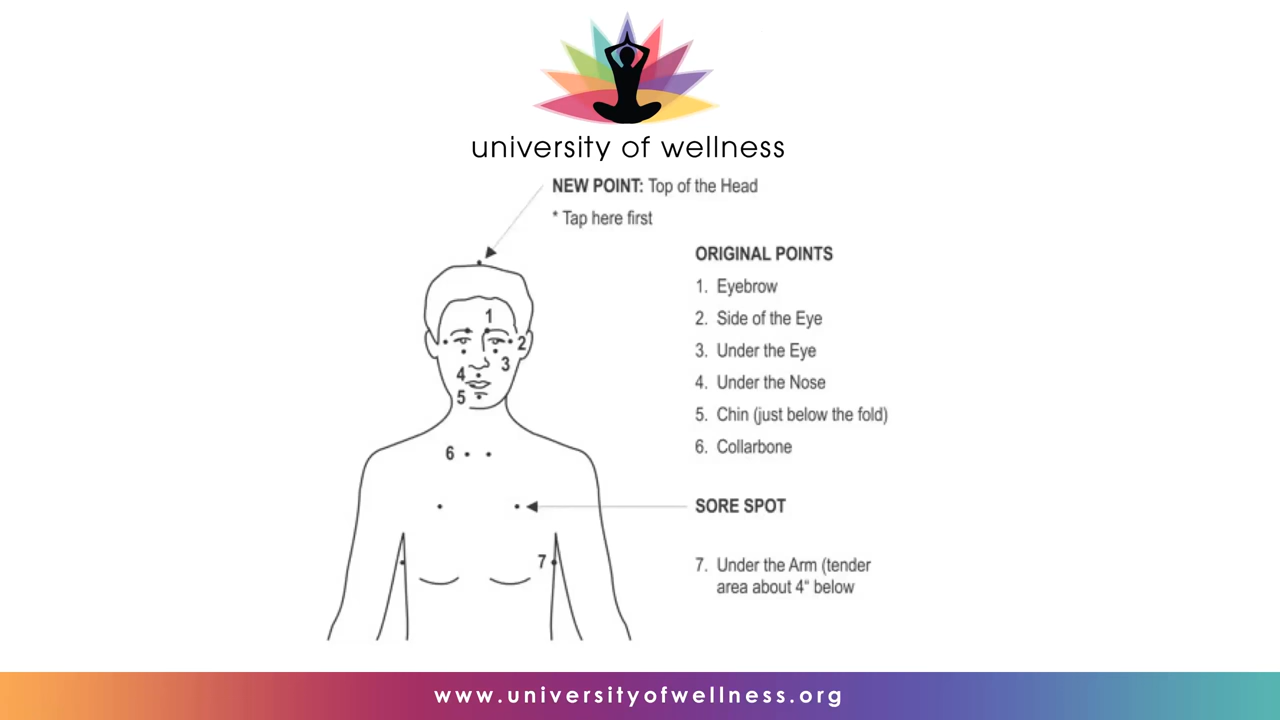 university of wellness
NEW POINT: Top of the Head
* Tap here first
ORIGINAL POINTS
1. Eyebrow
2. Side of the Eye
3. Under the Eye
4. Under the Nose
5. Chin (just below the fold)
6. Collarbone
1
2
3
4
5
6
SORE SPOT
7
7. Under the Arm (tender
area about 4" below
www.universityofwellness.org